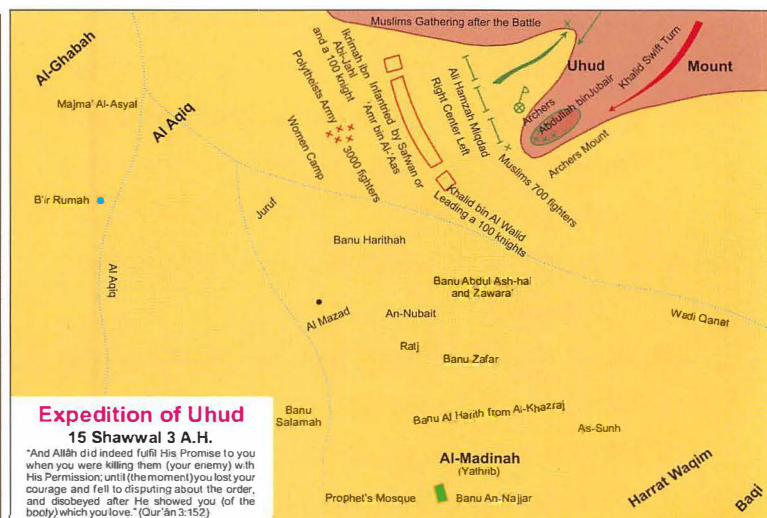 Muslims Gathering after the Battle
Al-Ghabah
Majma' Al-Asyal
Al Aqiq
B'ir Rumah
Al Aqiq
Polytheists Army
Women Camp
3000 fighters
Ikrimah ibn
Abi-Jahl
and a 100 knight
Infantried by Safwan or
'Amr bin Al-'Aas
Khalid bin Al Walid
Leading a 100 knights
Ali Hamzah Miqdad
Right Center Left
Muslims 700 fighters
Uhud
Mount
Khalid Swift Turn
Archers
Abdullah binJubair
Archers Mount
Juruf
Banu Harithah
Banu Abdul Ash-hal
and Zawara'
Al Mazad
An-Nubait
Wadi Qanat
Ratj
Banu Zafar
Banu
Salamah
Banu Al Harith from Al-Khazraj
As-Sunh
Al-Madinah
(Yathrib)
Harrat Waqim
Baqi
Prophet's Mosque
Banu An-Najjar
Expedition of Uhud
15 Shawwal 3 A.H.
"And Allâh did indeed fulfil His Promise to you
when you were killing them (your enemy) with
His Permission; until (the moment) you lost your
courage and fell to disputing about the order,
and disobeyed after He showed you (of the
booty) which you love." (Qur'ân 3:152)